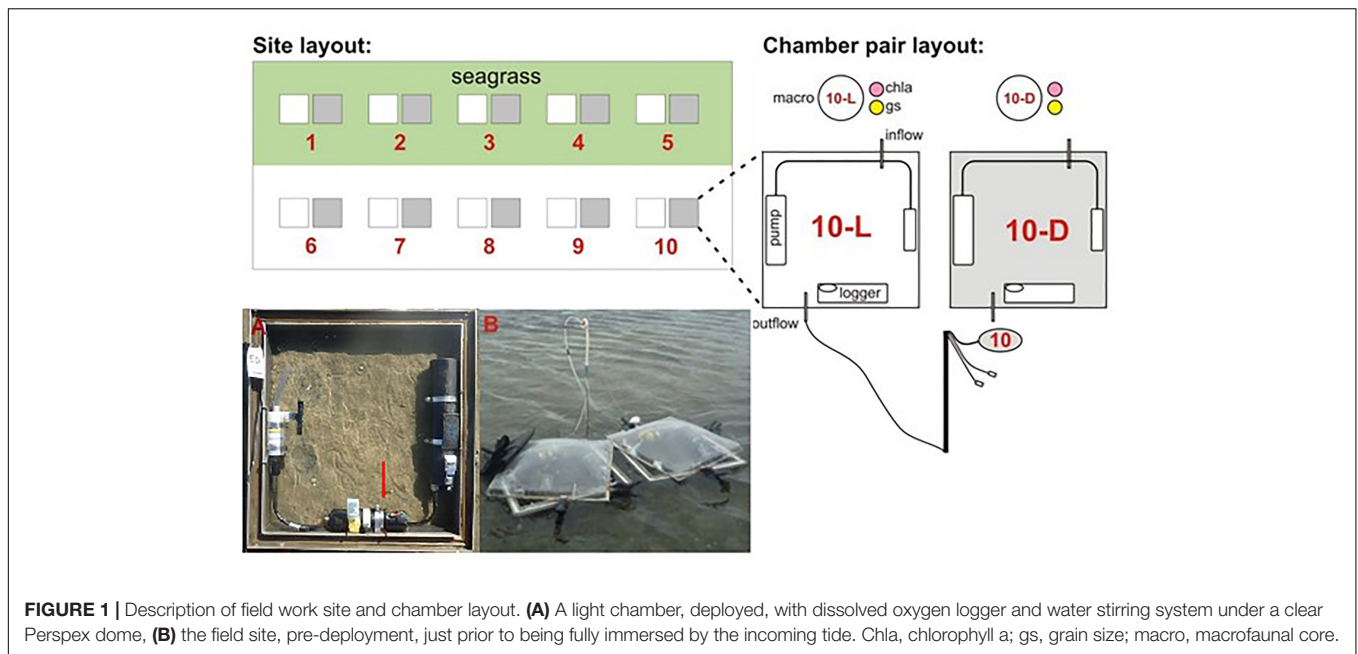 Site layout:
Chamber pair layout:
seagrass
1 2 3 4 5
6 7 8 9 10
macro 10-L chla
gs
10-D
inflow
pump
10-L
10-D
logger
outflow
10
A
B
FIGURE 1 | Description of field work site and chamber layout. (A) A light chamber, deployed, with dissolved oxygen logger and water stirring system under a clear
Perspex dome, (B) the field site, pre-deployment, just prior to being fully immersed by the incoming tide. Chla, chlorophyll a; gs, grain size; macro, macrofaunal core.